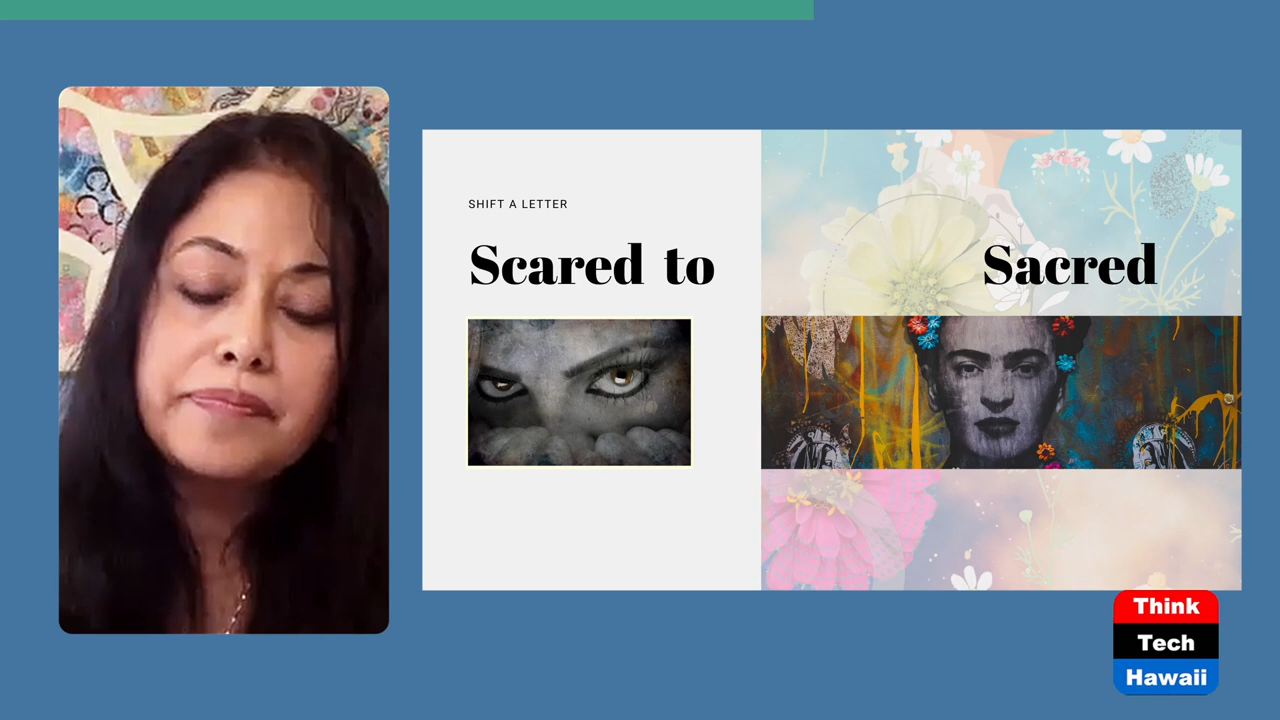 SHIFT A LETTER
Scared to
Sacred
Think
Tech
Hawaii